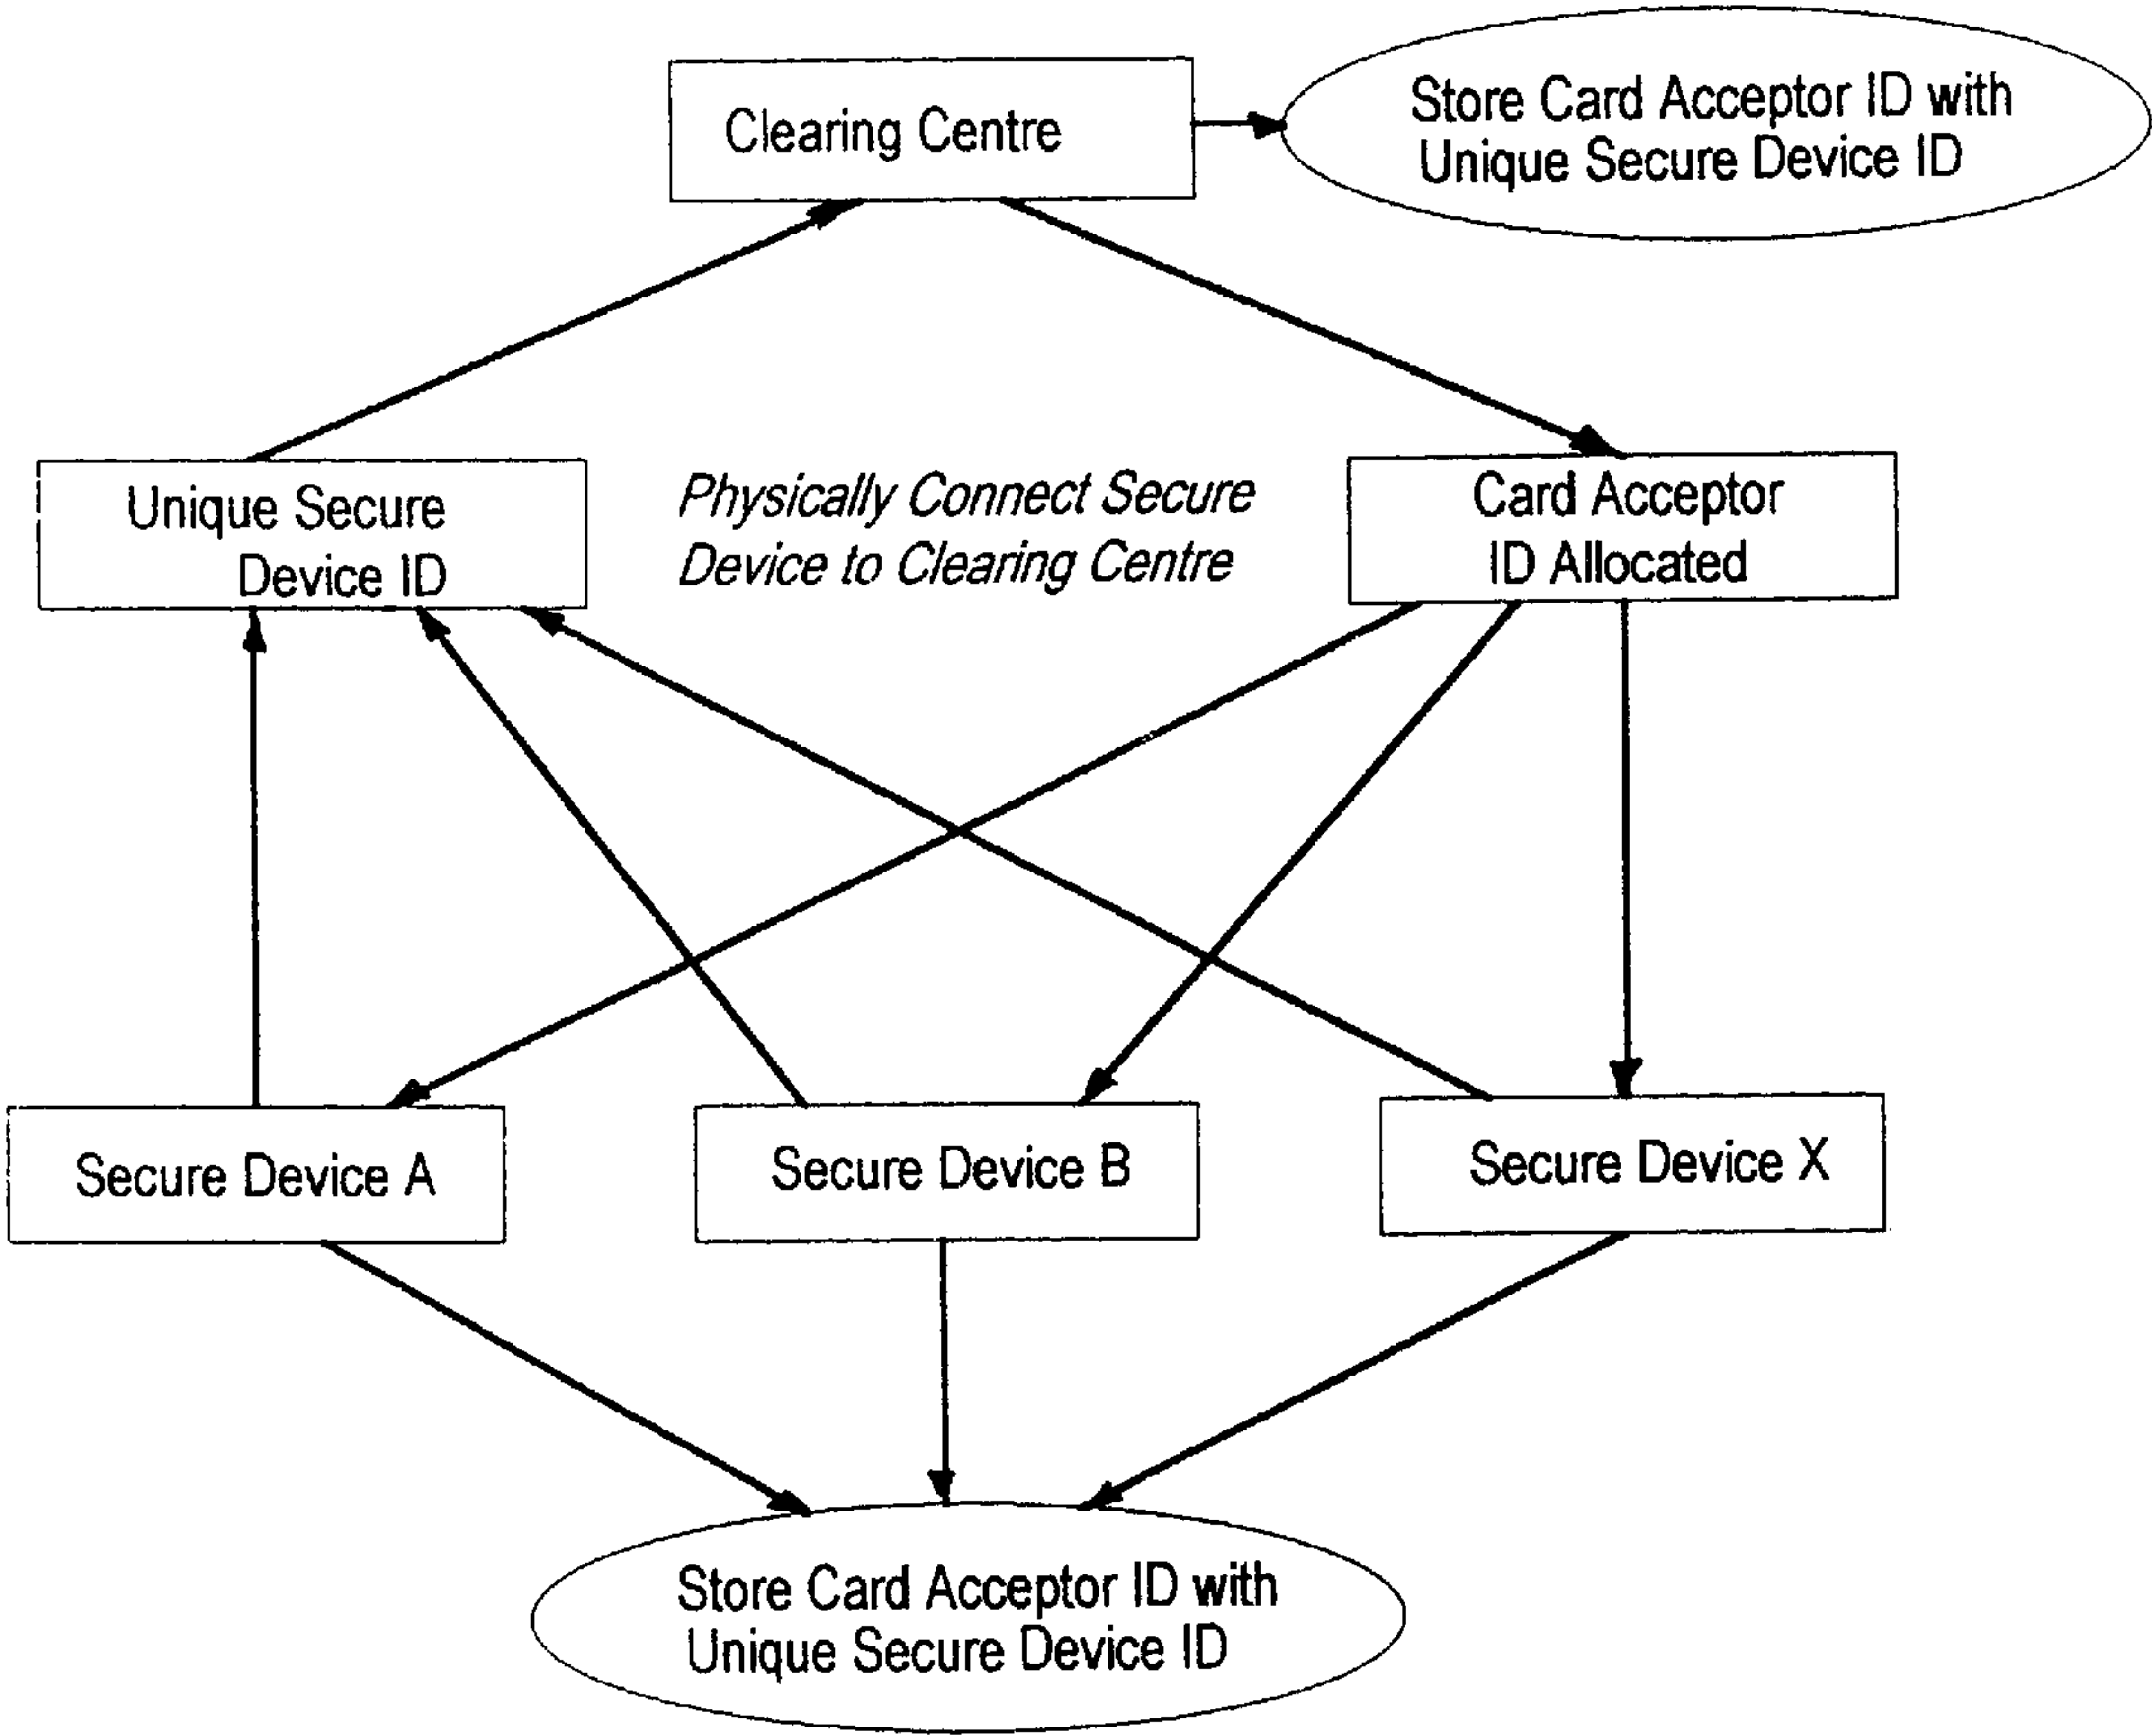 Clearing Centre
Store Card Acceptor ID with
Unique Secure Device ID
Unique Secure
Device ID
Physically Connect Secure
Device to Clearing Centre
Card Acceptor
ID Allocated
Secure Device A
Secure Device B
Secure Device X
Store Card Acceptor ID with
Unique Secure Device ID